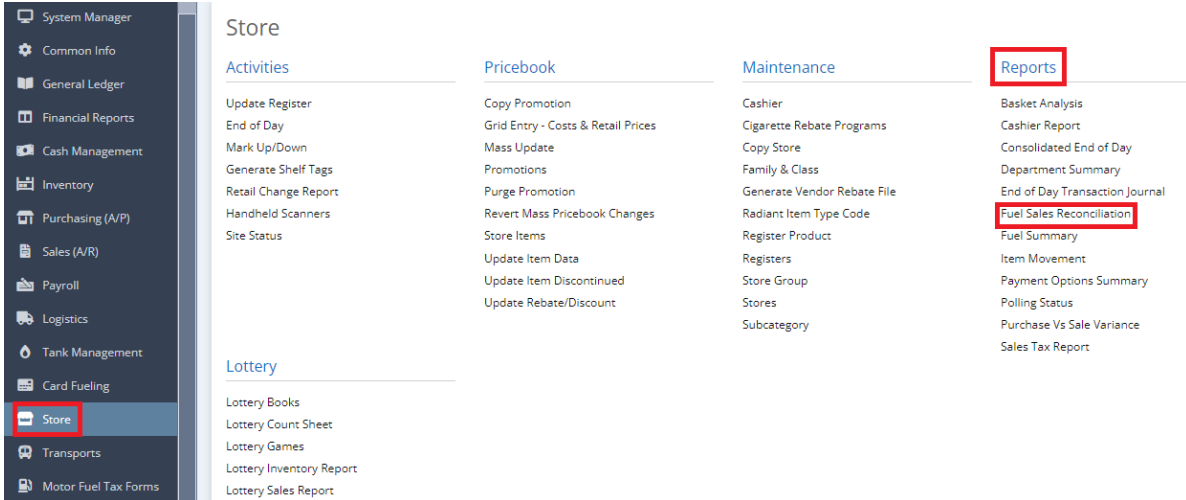 System Manager
Common Info
General Ledger
Financial Reports
Cash Management
Inventory
Purchasing (A/P)
Sales (A/R)
Payroll
Logistics
Tank Management
Card Fueling
Store
Transports
Motor Fuel Tax Forms
Store
Activities
Update Register
End of Day
Mark Up/Down
Generate Shelf Tags
Retail Change Report
Handheld Scanners
Site Status
Pricebook
Copy Promotion
Grid Entry - Costs & Retail Prices
Mass Update
Promotions
Purge Promotion
Revert Mass Pricebook Changes
Store Items
Update Item Data
Update Item Discontinued
Update Rebate/Discount
Maintenance
Cashier
Cigarette Rebate Programs
Copy Store
Family & Class
Generate Vendor Rebate File
Radiant Item Type Code
Register Product
Registers
Store Group
Stores
Subcategory
Reports
Basket Analysis
Cashier Report
Consolidated End of Day
Department Summary
End of Day Transaction Journal
Fuel Sales Reconciliation
Fuel Summary
Item Movement
Payment Options Summary
Polling Status
Purchase Vs Sale Variance
Sales Tax Report
Lottery
Lottery Books
Lottery Count Sheet
Lottery Games
Lottery Inventory Report
Lottery Sales Report